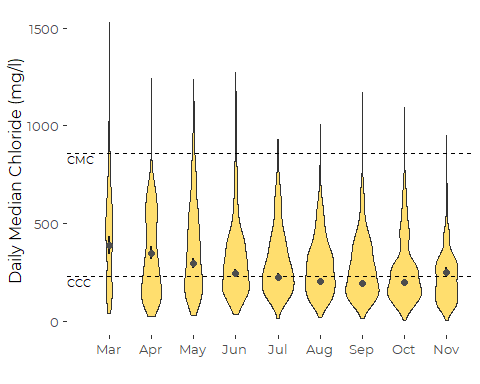 Daily Median Chloride (mg/l)
1500
1000
CMC
500
CCC
0
Mar Apr May Jun Jul Aug Sep Oct Nov